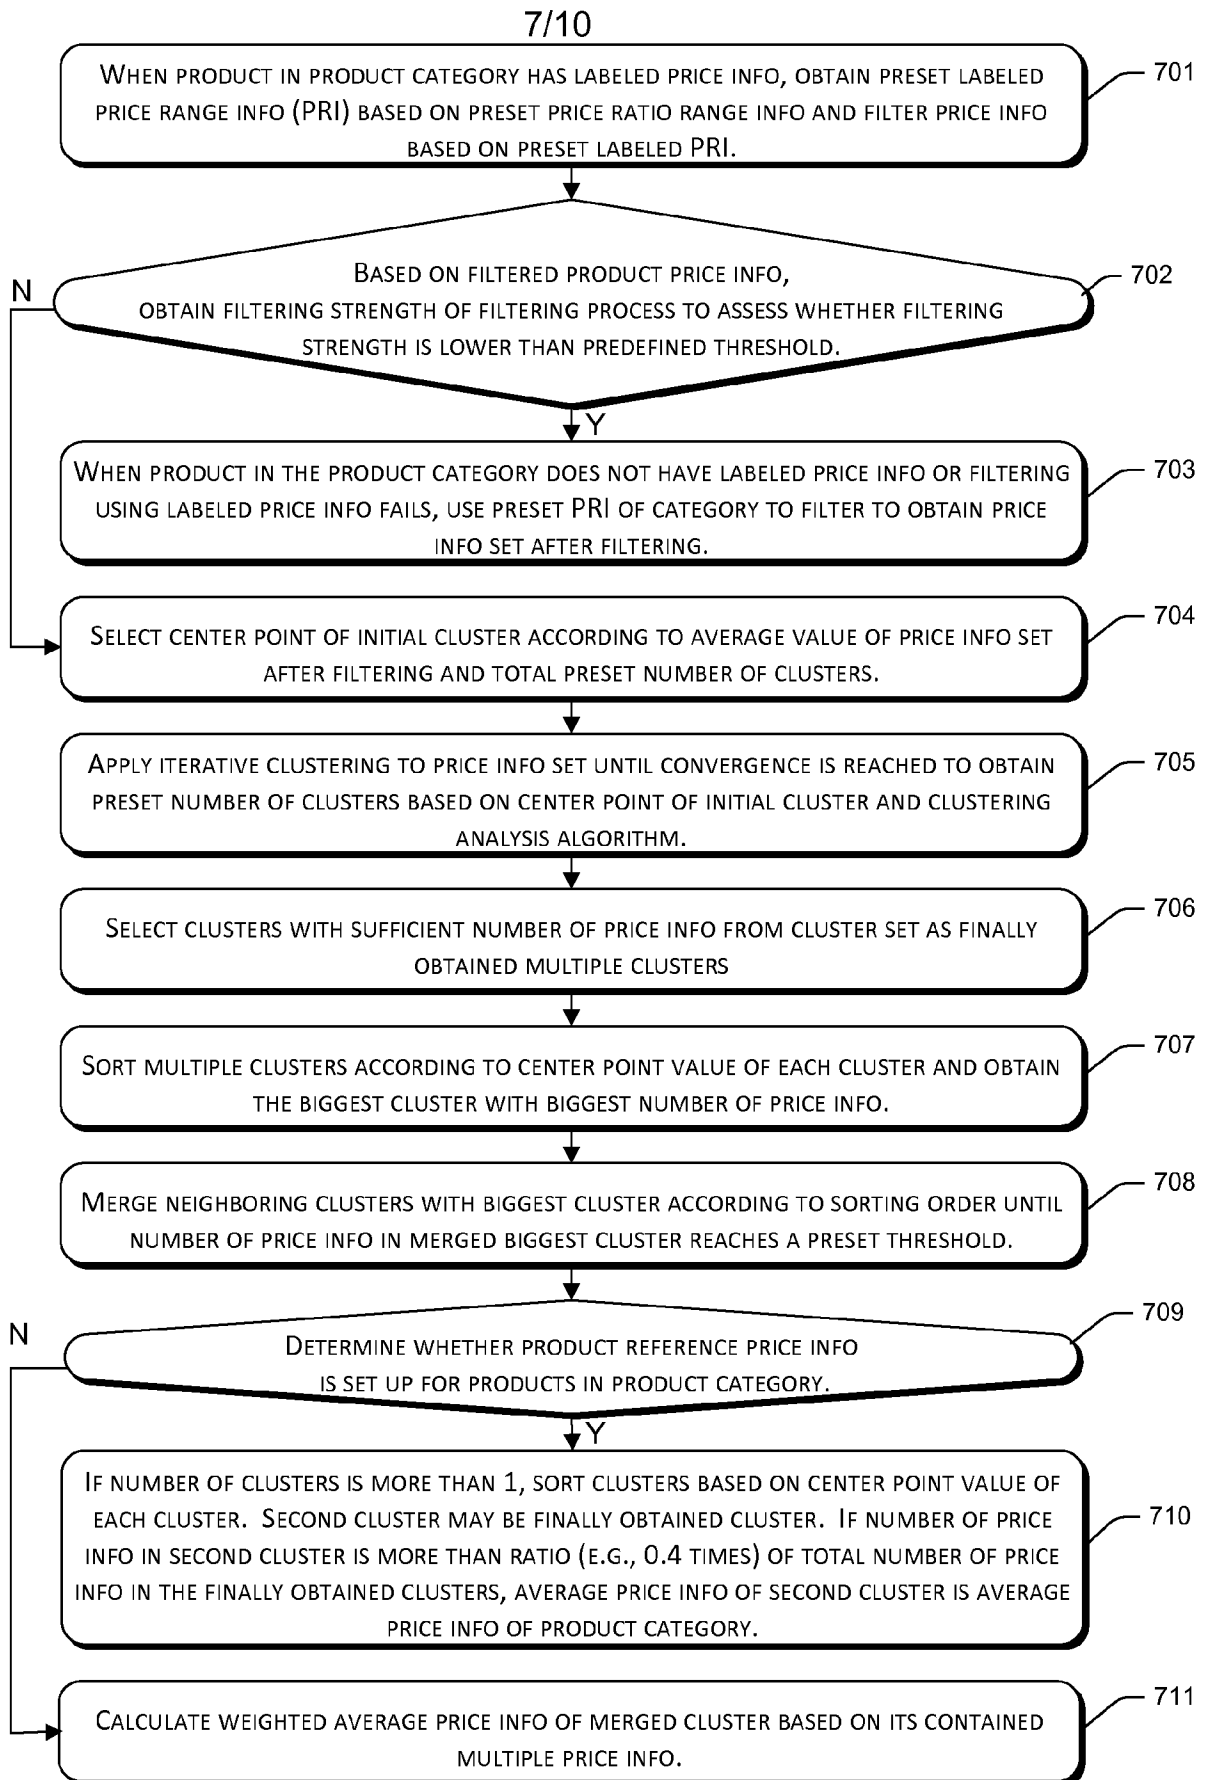 7/10
WHEN PRODUCT IN PRODUCT CATEGORY HAS LABELED PRICE INFO, OBTAIN PRESET LABELED
PRICE RANGE INFO (PRI) BASED ON PRESET PRICE RATIO RANGE INFO AND FILTER PRICE INFO
BASED ON PRESET LABELED PRI.
701
BASED ON FILTERED PRODUCT PRICE INFO,
OBTAIN FILTERING STRENGTH OF FILTERING PROCESS TO ASSESS WHETHER FILTERING
STRENGTH IS LOWER THAN PREDEFINED THRESHOLD.
702
N
Y
WHEN PRODUCT IN THE PRODUCT CATEGORY DOES NOT HAVE LABELED PRICE INFO OR FILTERING
USING LABELED PRICE INFO FAILS, USE PRESET PRI OF CATEGORY TO FILTER TO OBTAIN PRICE
INFO SET AFTER FILTERING.
703
SELECT CENTER POINT OF INITIAL CLUSTER ACCORDING TO AVERAGE VALUE OF PRICE INFO SET
AFTER FILTERING AND TOTAL PRESET NUMBER OF CLUSTERS.
704
APPLY ITERATIVE CLUSTERING TO PRICE INFO SET UNTIL CONVERGENCE IS REACHED TO OBTAIN
PRESET NUMBER OF CLUSTERS BASED ON CENTER POINT OF INITIAL CLUSTER AND CLUSTERING
ANALYSIS ALGORITHM.
705
SELECT CLUSTERS WITH SUFFICIENT NUMBER OF PRICE INFO FROM CLUSTER SET AS FINALLY
OBTAINED MULTIPLE CLUSTERS
706
SORT MULTIPLE CLUSTERS ACCORDING TO CENTER POINT VALUE OF EACH CLUSTER AND OBTAIN
THE BIGGEST CLUSTER WITH BIGGEST NUMBER OF PRICE INFO.
707
MERGE NEIGHBORING CLUSTERS WITH BIGGEST CLUSTER ACCORDING TO SORTING ORDER UNTIL
NUMBER OF PRICE INFO IN MERGED BIGGEST CLUSTER REACHES A PRESET THRESHOLD.
708
DETERMINE WHETHER PRODUCT REFERENCE PRICE INFO
IS SET UP FOR PRODUCTS IN PRODUCT CATEGORY.
709
N
Y
IF NUMBER OF CLUSTERS IS MORE THAN 1, SORT CLUSTERS BASED ON CENTER POINT VALUE OF
EACH CLUSTER. SECOND CLUSTER MAY BE FINALLY OBTAINED CLUSTER. IF NUMBER OF PRICE
INFO IN SECOND CLUSTER IS MORE THAN RATIO (E.G., 0.4 TIMES) OF TOTAL NUMBER OF PRICE
INFO IN THE FINALLY OBTAINED CLUSTERS, AVERAGE PRICE INFO OF SECOND CLUSTER IS AVERAGE
PRICE INFO OF PRODUCT CATEGORY.
710
CALCULATE WEIGHTED AVERAGE PRICE INFO OF MERGED CLUSTER BASED ON ITS CONTAINED
MULTIPLE PRICE INFO.
711